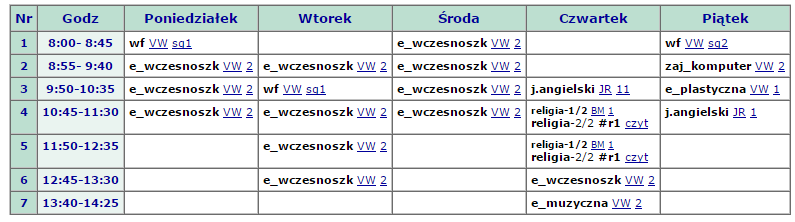 Nr Godz Poniedziałek Wtorek Środa Czwartek Piątek
1 8:00- 8:45 wf VW sg1 e_wczesnoszk VW 2 wf VW sg2
2 8:55- 9:40 e_wczesnoszk VW 2 e_wczesnoszk VW 2 e_wczesnoszk VW 2 zaj_komputer VW 2
3 9:50-10:35 e_wczesnoszk VW 2 wf VW sg1 e_wczesnoszk VW 2 j.angielski JR 11 e_plastyczna VW 1
4 10:45-11:30 e_wczesnoszk VW 2 e_wczesnoszk VW 2 e_wczesnoszk VW 2 religia-1/2 BM 1 j.angielski JR 1
religia-2/2 #r1 czyt
5 11:50-12:35 e_wczesnoszk VW 2 religia-1/2 BM 1
religia-2/2 #r1 czyt
6 12:45-13:30 e_wczesnoszk VW 2 e_wczesnoszk VW 2
7 13:40-14:25 e_muzyczna VW 2